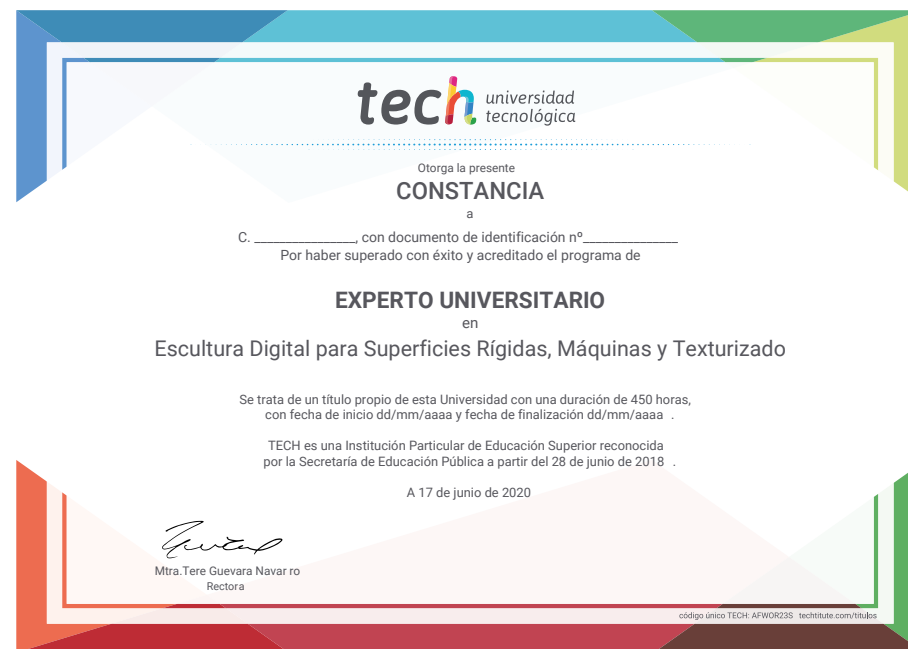 tech universidad
tecnológica
Otorga la presente
CONSTANCIA
a
C. _______________, con documento de identificación nº______________
Por haber superado con éxito y acreditado el programa de
EXPERTO UNIVERSITARIO
en
Escultura Digital para Superficies Rígidas, Máquinas y Texturizado
Se trata de un título propio de esta Universidad con una duración de 450 horas,
con fecha de inicio dd/mm/aaaa y fecha de finalización dd/mm/aaaa .
TECH es una Institución Particular de Educación Superior reconocida
por la Secretaría de Educación Pública a partir del 28 de junio de 2018 .
A 17 de junio de 2020
Mtra.Tere Guevara Navar ro
Rectora
código único TECH: AFWOR23S techtitute.com/titulos